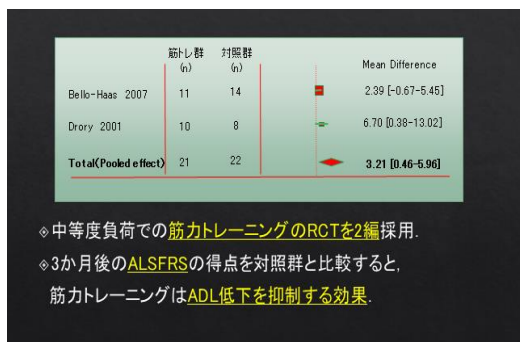 筋トレ群 対照群
(n) (n) Mean Difference
Bello-Haas 2007 11 14 2.39 [-0.67-5.45]
Drory 2001 10 8 6.70 [0.38-13.02]
Total(Pooled effect) 21 22 3.21 [0.46-5.96]
中等度負荷での筋力トレーニングのRCTを2編採用.
3か月後のALSFRSの得点を対照群と比較すると,
筋力トレーニングはADL低下を抑制する効果.